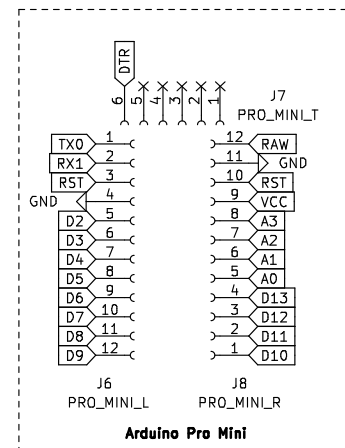 DTR
6 5 4 3 2 1
J7
PRO_MINI_T
TX0 1 12 RAW
RX1 2 11 GND
RST 3 10 RST
GND 4 9 VCC
D2 5 8 A3
D3 6 7 A2
D4 7 6 A1
D5 8 5 A0
D6 9 4 D13
D7 10 3 D12
D8 11 2 D11
D9 12 1 D10
J6 J8
PRO_MINI_L PRO_MINI_R
Arduino Pro Mini